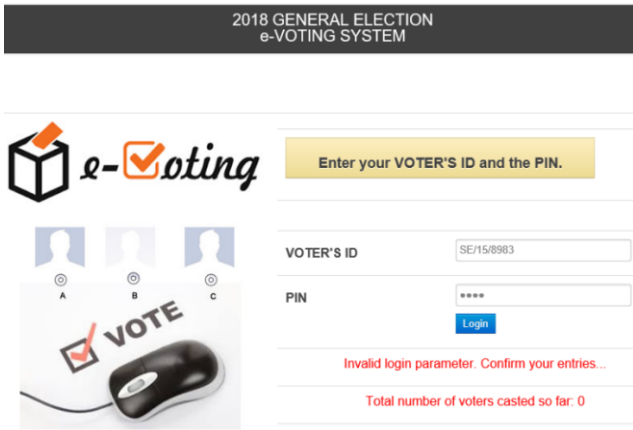 2018 GENERAL ELECTION
e-VOTING SYSTEM
e-Voting
Enter your VOTER'S ID and the PIN.
A B C
VOTE
VOTER'S ID SE/15/8983
PIN ••••
Login
Invalid login parameter. Confirm your entries...
Total number of voters casted so far: 0